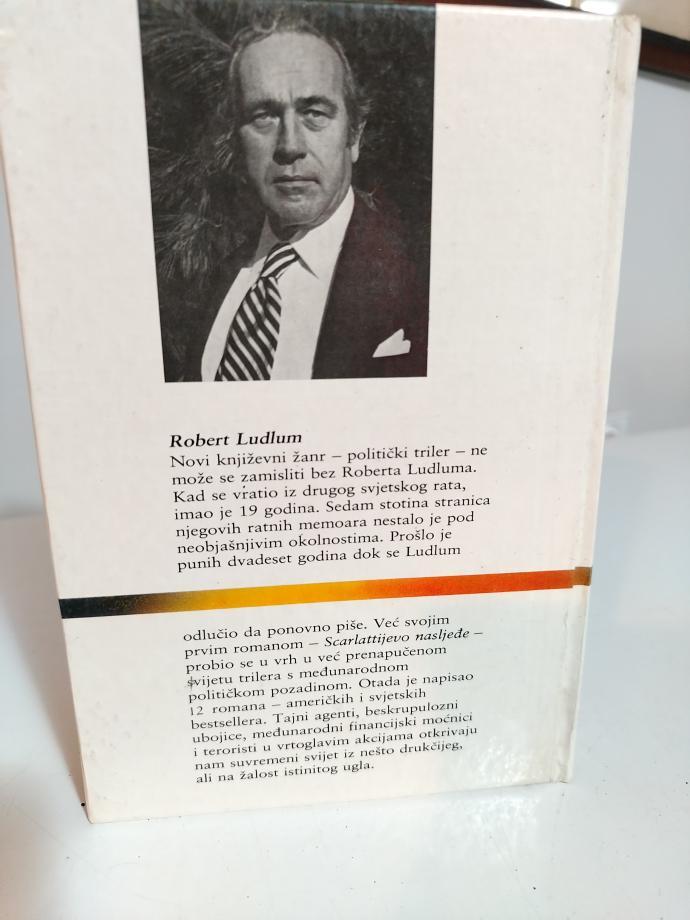 Robert Ludlum
Novi književni žanr – politički triler – ne
može se zamisliti bez Roberta Ludluma.
Kad se vratio iz drugog svjetskog rata,
imao je 19 godina. Sedam stotina stranica
njegovih ratnih memoara nestalo je pod
neobjašnjivim okolnostima. Prošlo je
punih dvadeset godina dok se Ludlum
odlučio da ponovno piše. Već svojim
prvim romanom – Scarlattijevo nasljeđe –
probio se u vrh u već prenapučenom
svijetu trilera s međunarodnom
političkom pozadinom. Otada je napisao
12 romana – američkih i svjetskih
bestsellera. Tajni agenti, beskrupulozni
ubojice, međunarodni financijski moćnici
i teroristi u vrtoglavim akcijama otkrivaju
nam suvremeni svijet iz nešto drukčijeg,
ali na žalost istinitog ugla.